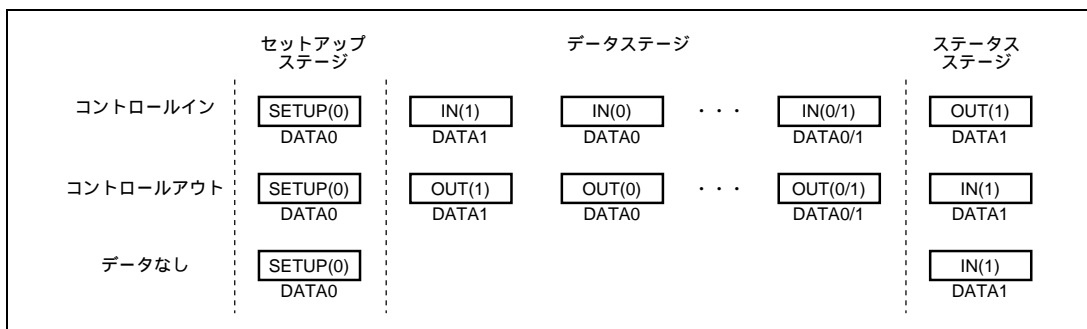 セットアップ
ステージ
データステージ
ステータス
ステージ
コントロールイン
SETUP(0)
IN(1)
IN(0)
・・・
IN(0/1)
OUT(1)
DATA0
DATA1
DATA0
DATA0/1
DATA1
コントロールアウト
SETUP(0)
OUT(1)
OUT(0)
・・・
OUT(0/1)
IN(1)
DATA0
DATA1
DATA0
DATA0/1
DATA1
データなし
SETUP(0)
IN(1)
DATA0
DATA1